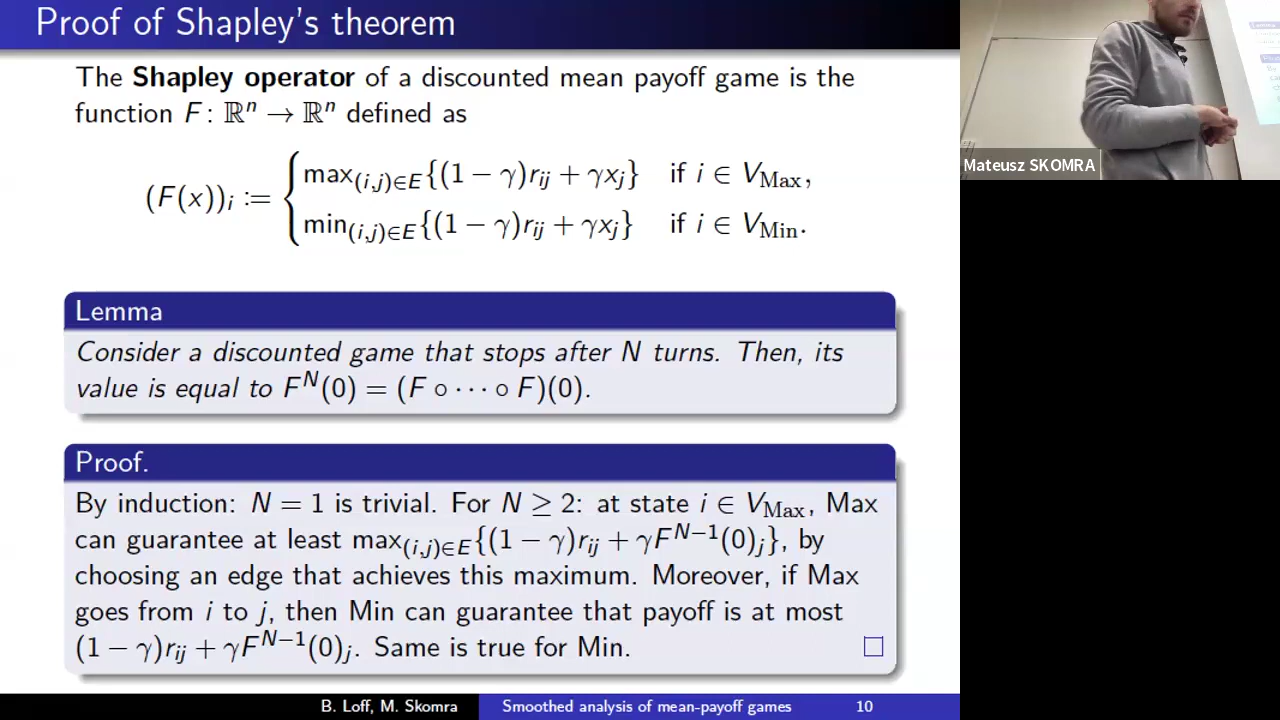 Proof of Shapley's theorem
The Shapley operator of a discounted mean payoff game is the
function F: ℝⁿ → ℝⁿ defined as
(F(x))ᵢ := { max₍ᵢ,ⱼ₎∈E{(1 − γ)rᵢⱼ + γxⱼ} if i ∈ V_Max,
min₍ᵢ,ⱼ₎∈E{(1 − γ)rᵢⱼ + γxⱼ} if i ∈ V_Min.
Lemma
Consider a discounted game that stops after N turns. Then, its
value is equal to Fᴺ(0) = (F ∘ ⋯ ∘ F)(0).
Proof.
By induction: N = 1 is trivial. For N ≥ 2: at state i ∈ V_Max, Max
can guarantee at least max₍ᵢ,ⱼ₎∈E{(1 − γ)rᵢⱼ + γFᴺ⁻¹(0)ⱼ}, by
choosing an edge that achieves this maximum. Moreover, if Max
goes from i to j, then Min can guarantee that payoff is at most
(1 − γ)rᵢⱼ + γFᴺ⁻¹(0)ⱼ. Same is true for Min. □
B. Loff, M. Skomra Smoothed analysis of mean-payoff games 10
Mateusz SKOMRA